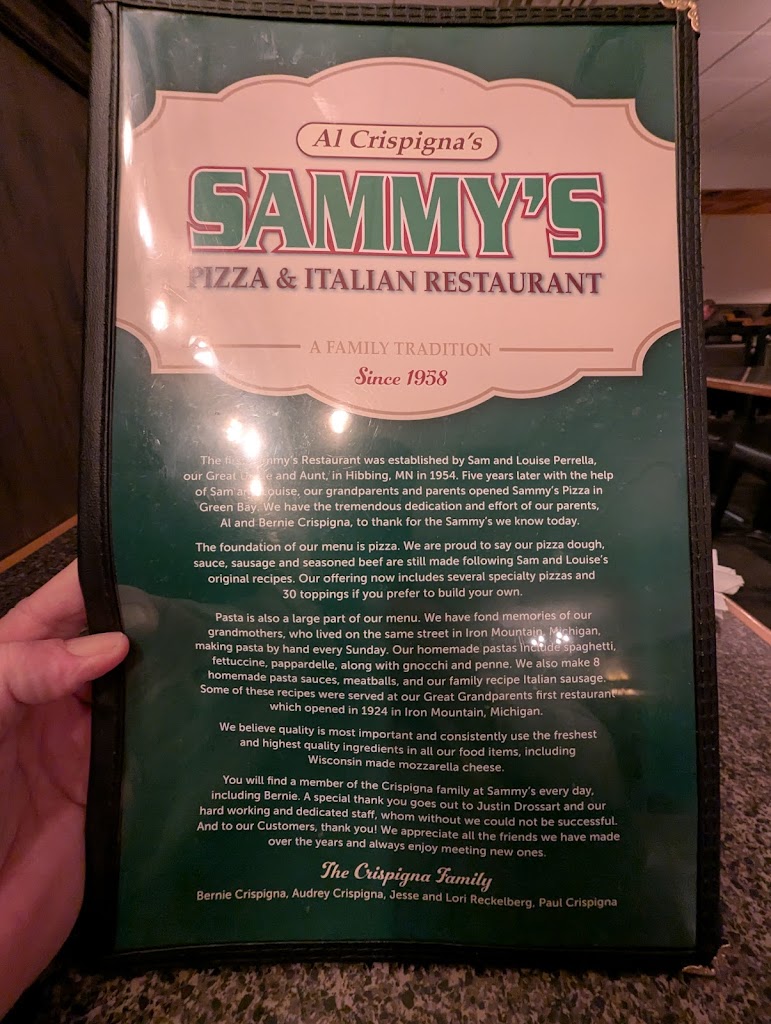 Al Crispigna's
SAMMY'S
PIZZA & ITALIAN RESTAURANT
A FAMILY TRADITION
Since 1958
The Sammy's Restaurant was established by Sam and Louise Perrella,
our Great and Aunt, in Hibbing, MN in 1954. Five years later with the help
of Sam and Louise, our grandparents and parents opened Sammy's Pizza in
Green Bay. We have the tremendous dedication and effort of our parents,
Al and Bernie Crispigna, to thank for the Sammy's we know today.
The foundation of our menu is pizza. We are proud to say our pizza dough,
sauce, sausage and seasoned beef are still made following Sam and Louise's
original recipes. Our offering now includes several specialty pizzas and
30 toppings if you prefer to build your own.
Pasta is also a large part of our menu. We have fond memories of our
grandmothers, who lived on the same street in Iron Mountain, Michigan,
making pasta by hand every Sunday. Our homemade pastas include spaghetti,
fettuccine, pappardelle, along with gnocchi and penne. We also make 8
homemade pasta sauces, meatballs, and our family recipe Italian sausage.
Some of these recipes were served at our Great Grandparents first restaurant
which opened in 1924 in Iron Mountain, Michigan.
We believe quality is most important and consistently use the freshest
and highest quality ingredients in all our food items, including
Wisconsin made mozzarella cheese.
You will find a member of the Crispigna family at Sammy's every day,
including Bernie. A special thank you goes out to Justin Drossart and our
hard working and dedicated staff, whom without we could not be successful.
And to our Customers, thank you! We appreciate all the friends we have made
over the years and always enjoy meeting new ones.
The Crispigna Family
Bernie Crispigna, Audrey Crispigna, Jesse and Lori Reckelberg, Paul Crispigna